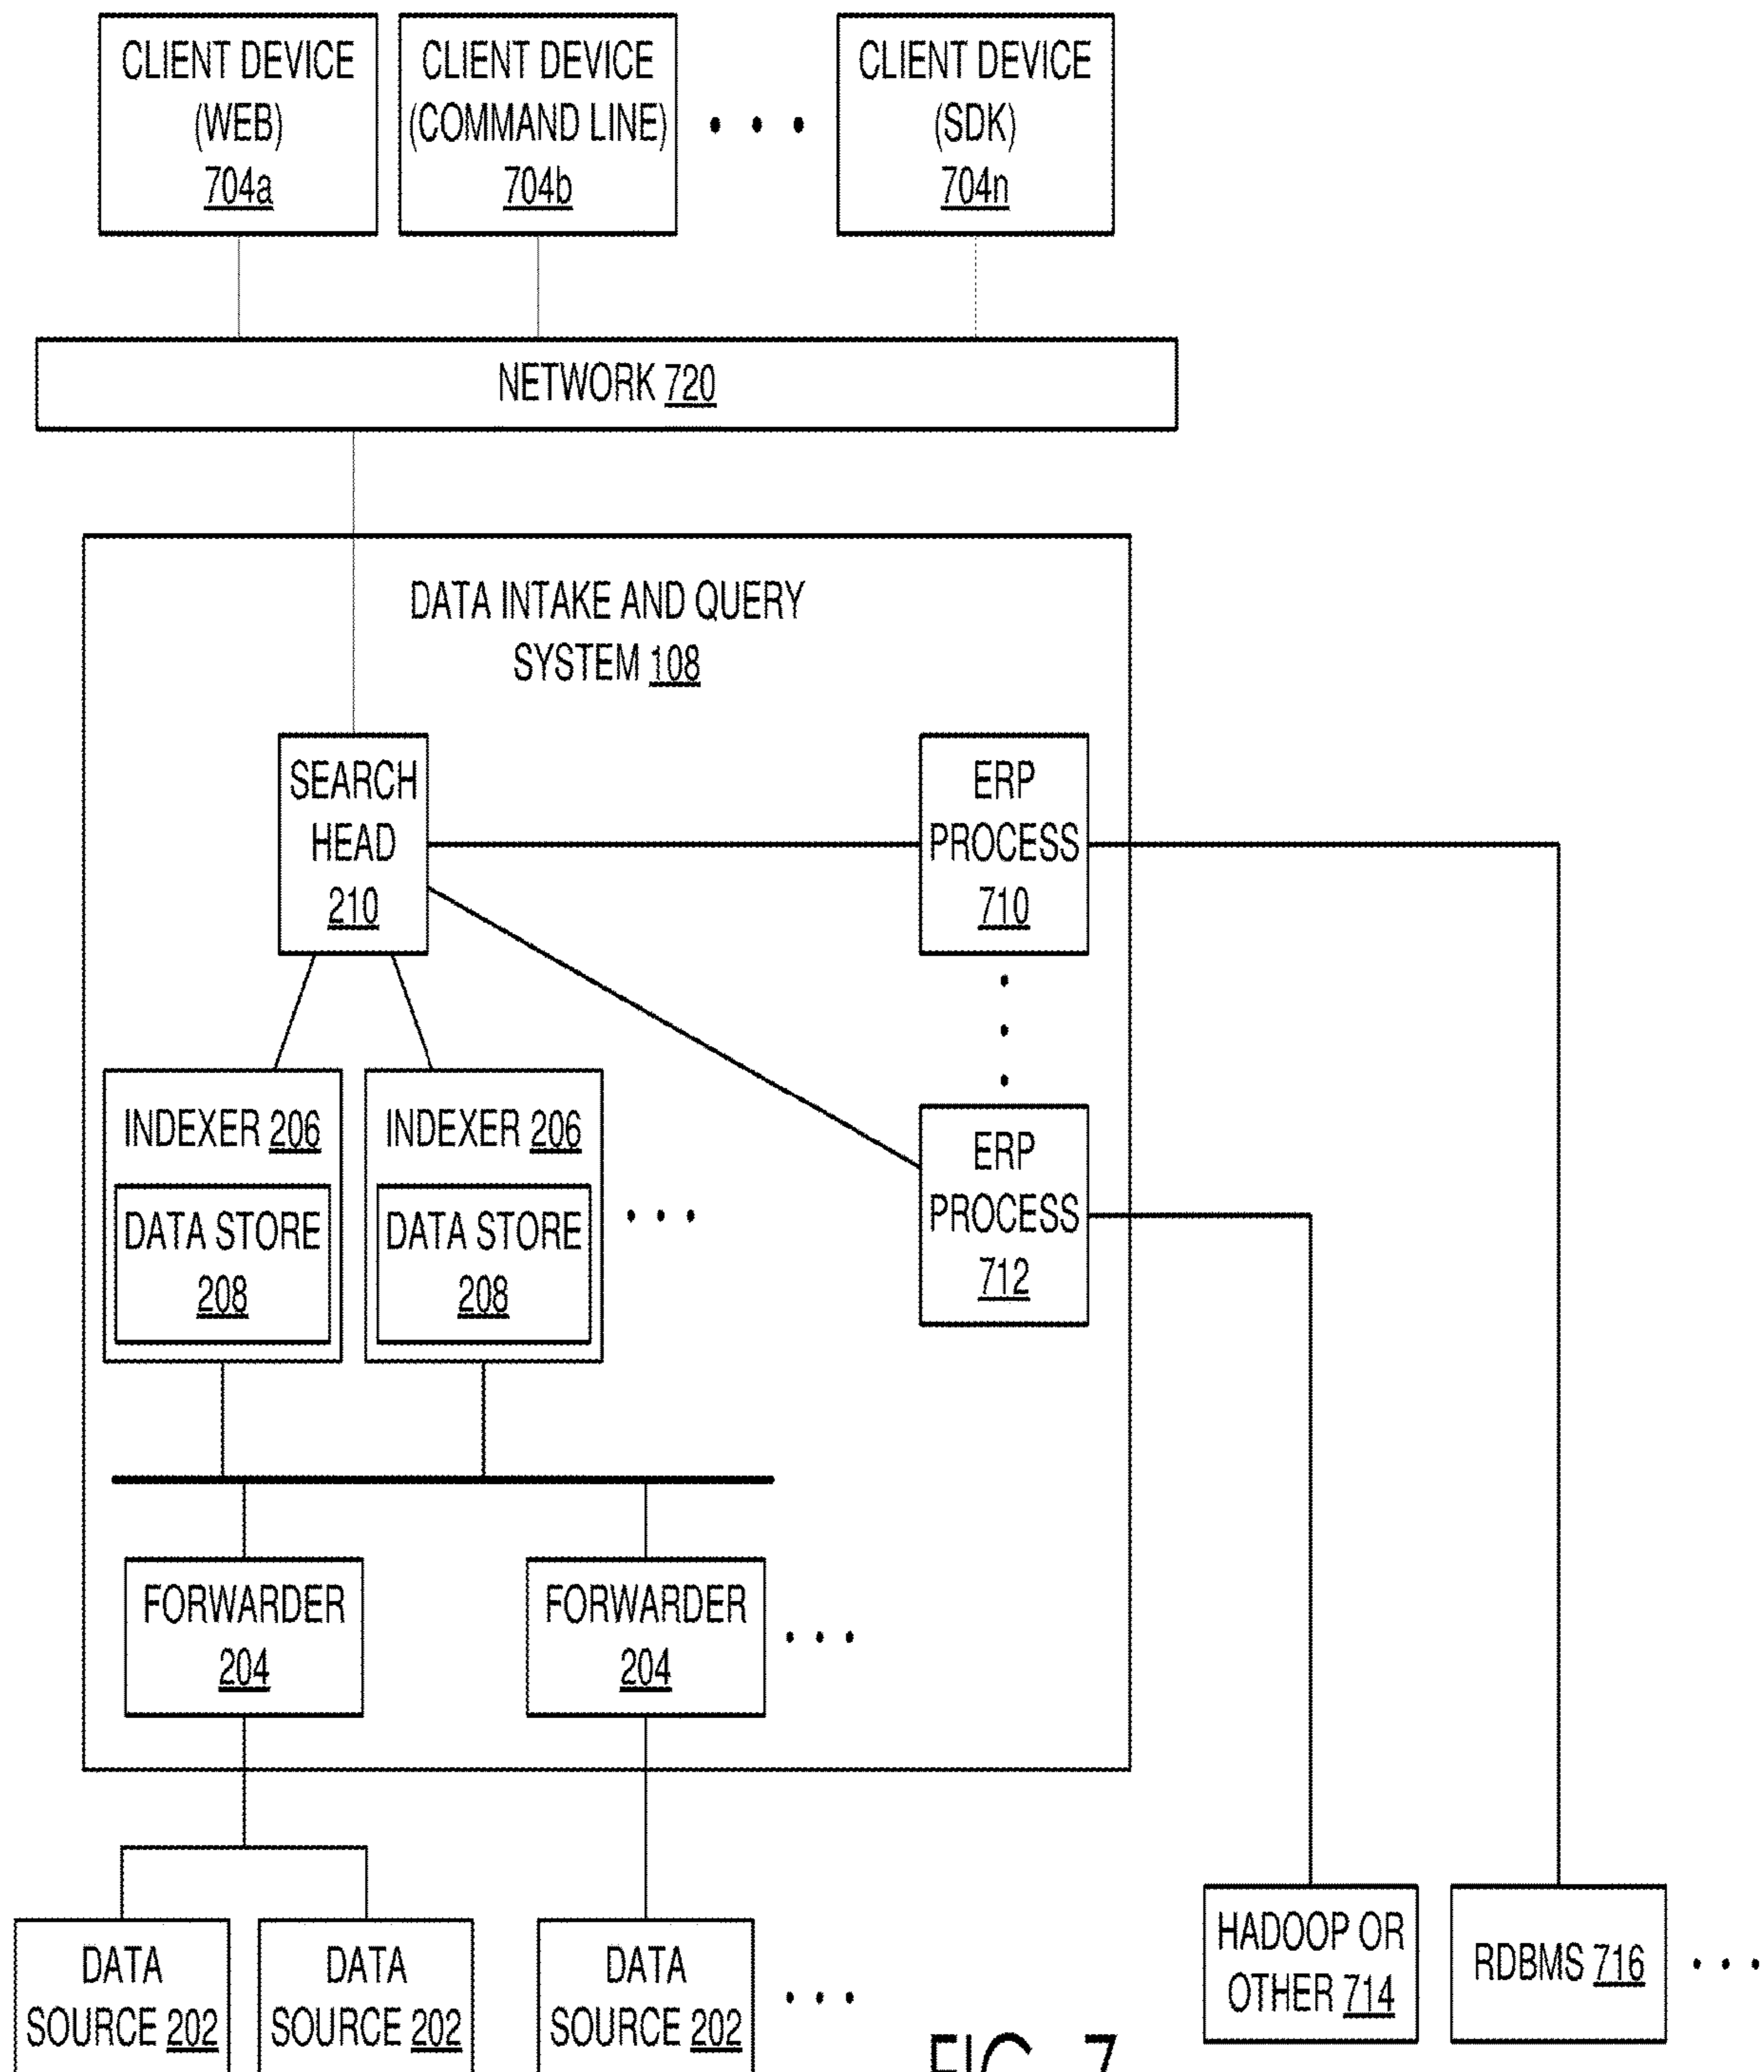 CLIENT DEVICE
(WEB)
704a
CLIENT DEVICE
(COMMAND LINE)
704b
. . .
CLIENT DEVICE
(SDK)
704n
NETWORK 720
DATA INTAKE AND QUERY
SYSTEM 108
SEARCH
HEAD
210
ERP
PROCESS
710
ERP
PROCESS
712
INDEXER 206
DATA STORE
208
INDEXER 206
DATA STORE
208
. . .
FORWARDER
204
FORWARDER
204
. . .
DATA
SOURCE 202
DATA
SOURCE 202
DATA
SOURCE 202
. . .
HADOOP OR
OTHER 714
RDBMS 716
. . .
FIG. 7